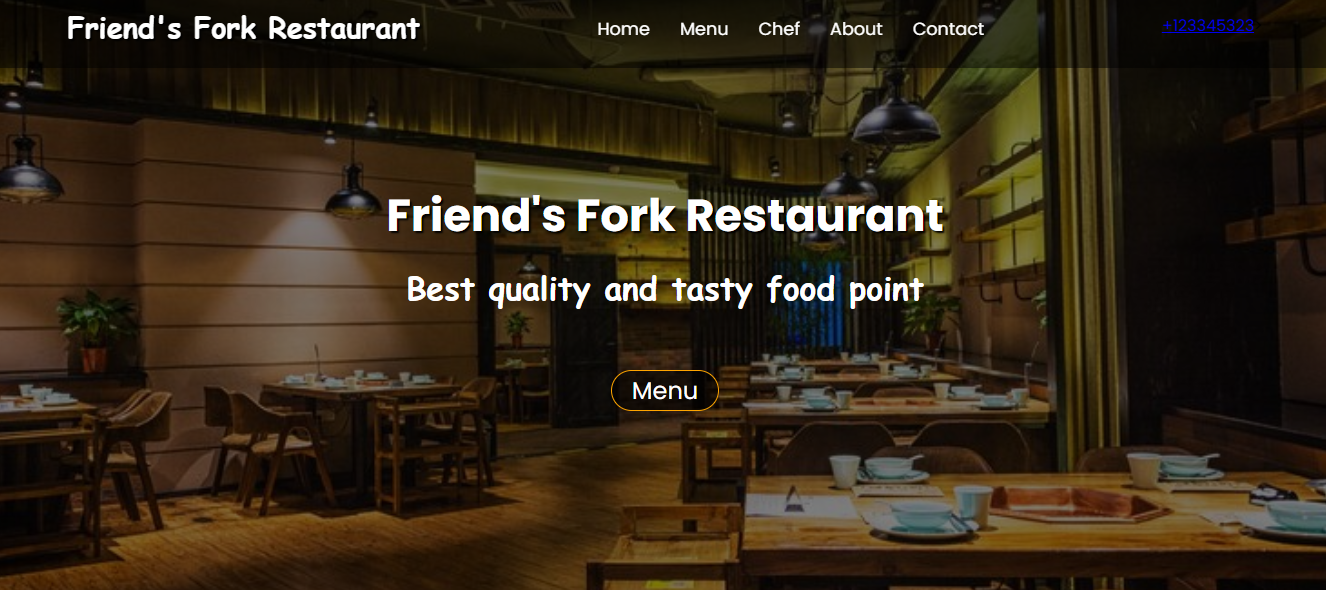 Friend's Fork Restaurant
Home Menu Chef About Contact
+123345323
Friend's Fork Restaurant
Best quality and tasty food point
Menu